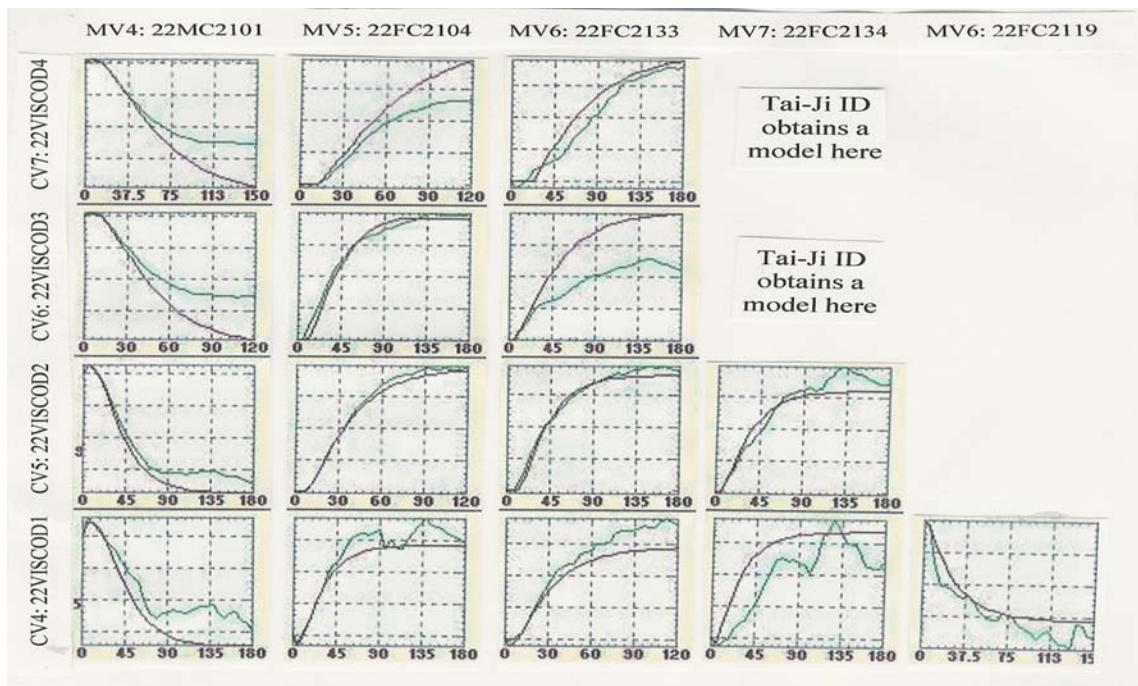 MV4: 22MC2101 MV5: 22FC2104 MV6: 22FC2133 MV7: 22FC2134 MV6: 22FC2119
CV7: 22VISCOD4
Tai-Ji ID
obtains a
model here
0 37.5 75 113 150 0 30 60 90 120 0 45 90 135 180
CV6: 22VISCOD3
Tai-Ji ID
obtains a
model here
0 30 60 90 120 0 45 90 135 180 0 45 90 135 180
CV5: 22VISCOD2
0 45 90 135 180 0 30 60 90 120 0 45 90 135 180 0 45 90 135 180
CV4: 22VISCOD1
0 45 90 135 180 0 45 90 135 180 0 30 60 90 120 0 45 90 135 180 0 37.5 75 113 15